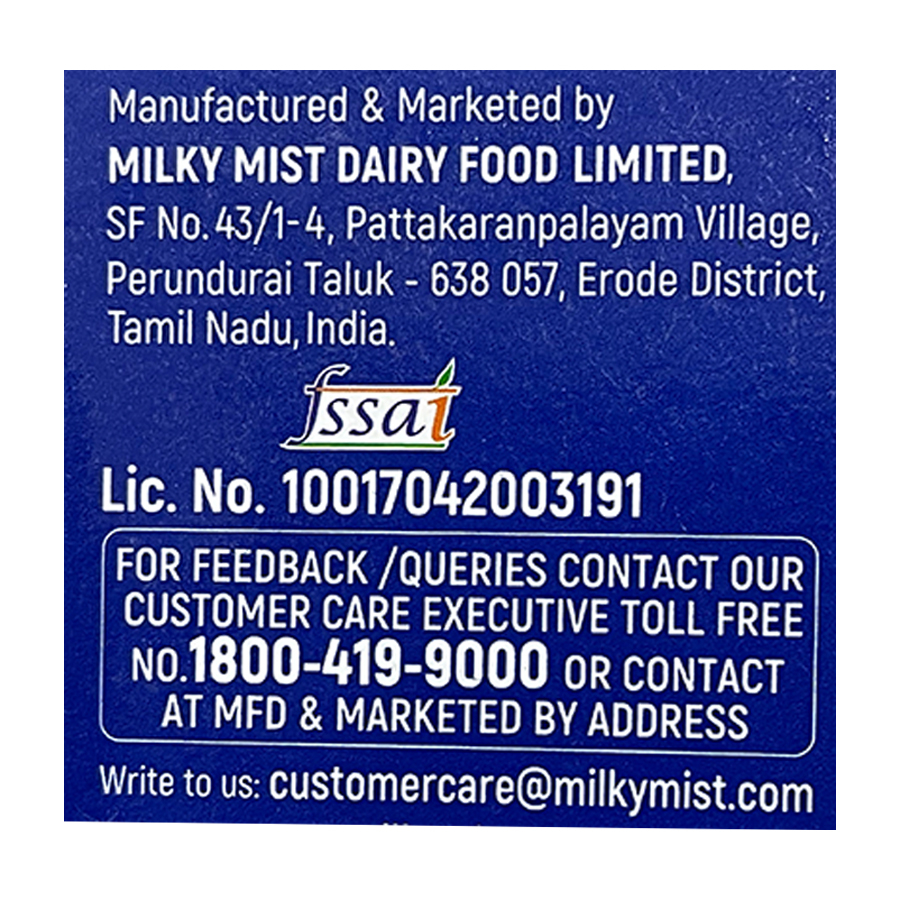 Manufactured & Marketed by
MILKY MIST DAIRY FOOD LIMITED,
SF No. 43/1-4, Pattakaranpalayam Village,
Perundurai Taluk - 638 057, Erode District,
Tamil Nadu, India.
fssai
Lic. No. 10017042003191
FOR FEEDBACK /QUERIES CONTACT OUR
CUSTOMER CARE EXECUTIVE TOLL FREE
NO.1800-419-9000 OR CONTACT
AT MFD & MARKETED BY ADDRESS
Write to us: customercare@milkymist.com